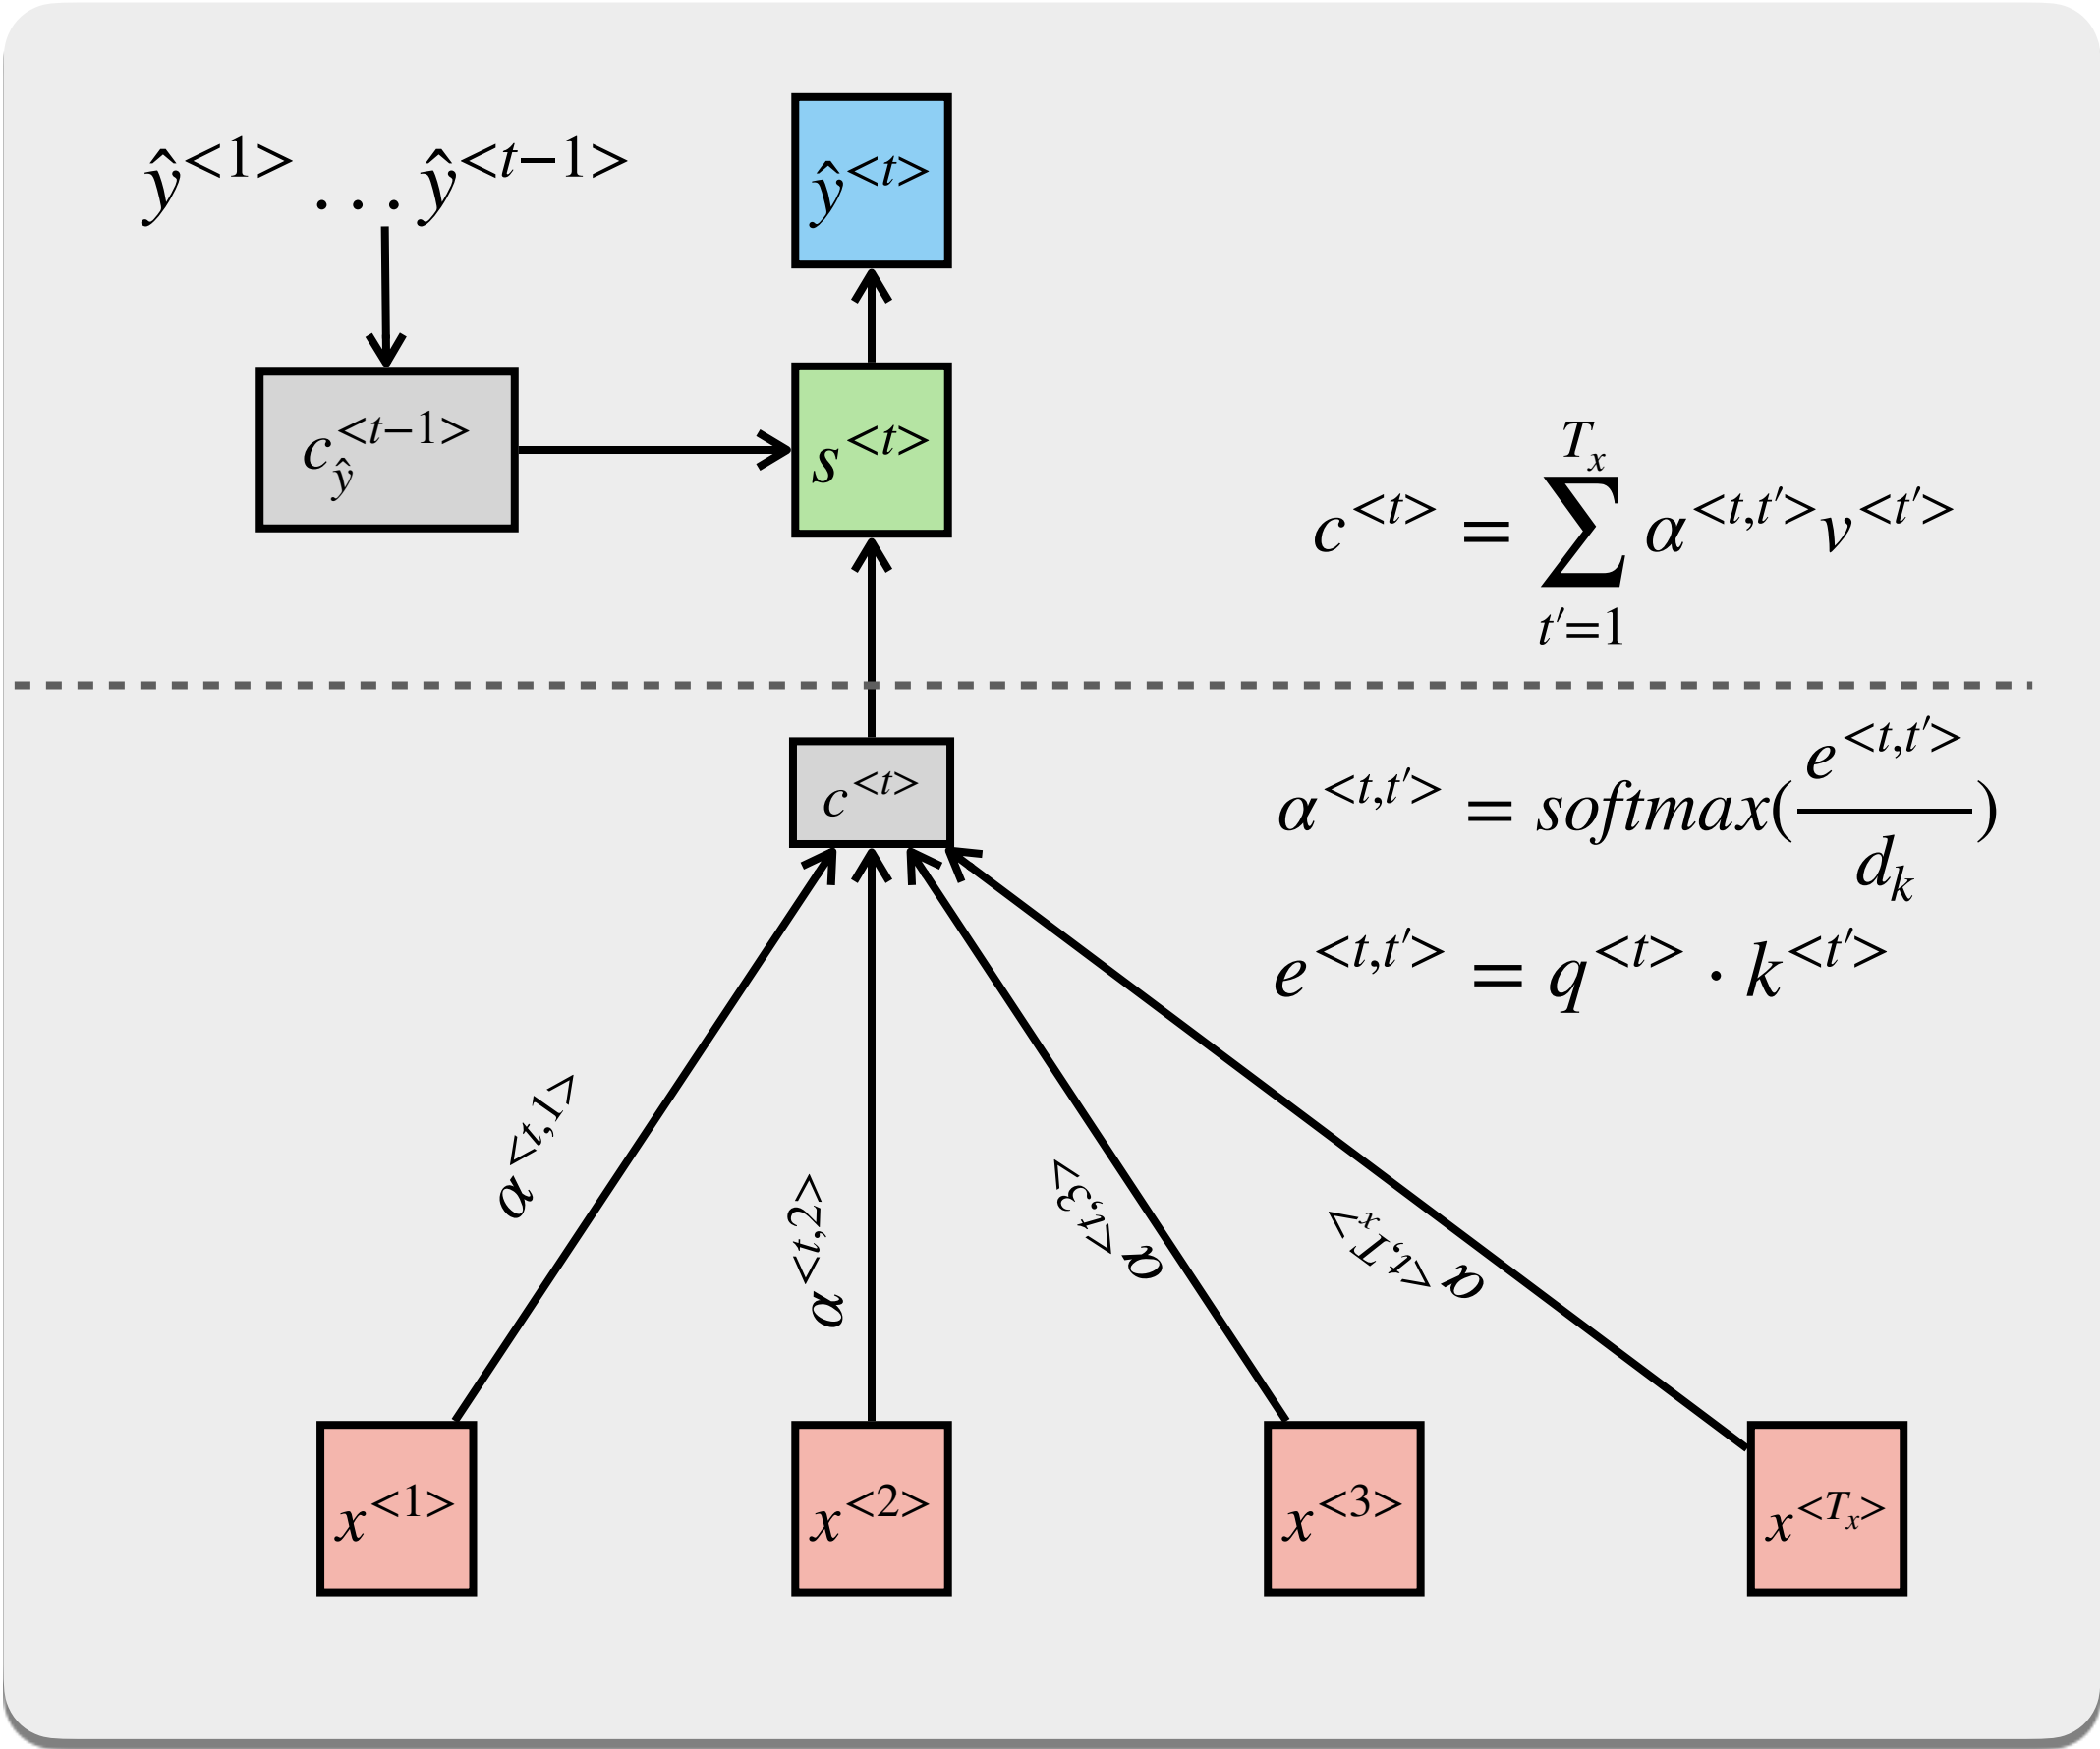 ŷ<1> ... ŷ<t−1>
ŷ<t>
c_ŷ<t−1>
s<t>
c<t> = ∑_{t′=1}^{T_x} α<t,t′> v<t′>
c<t>
α<t,t′> = softmax(e<t,t′> / d_k)
e<t,t′> = q<t> · k<t′>
α<t,1>
α<t,2>
α<t,3>
α<t,T_x>
x<1>
x<2>
x<3>
x<T_x>